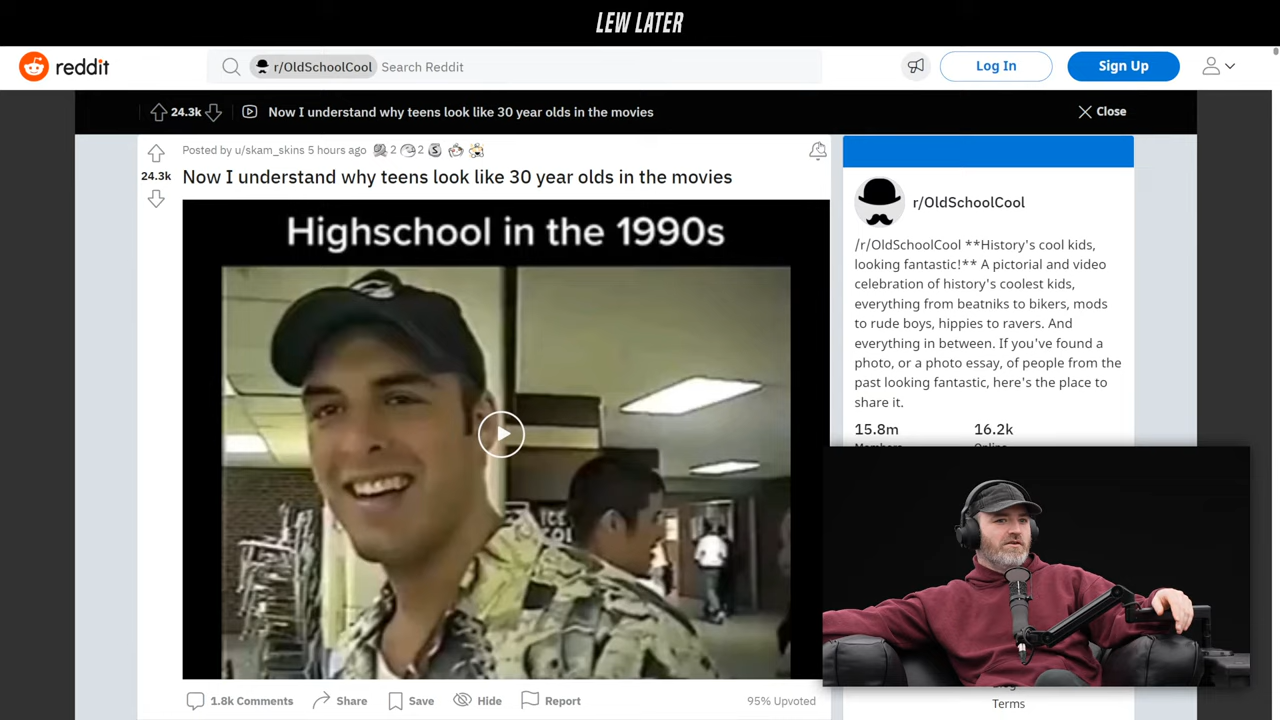 LEW LATER
reddit
r/OldSchoolCool Search Reddit
Log In
Sign Up
24.3k
Now I understand why teens look like 30 year olds in the movies
Close
Posted by u/skam_skins 5 hours ago 2 2
24.3k
Now I understand why teens look like 30 year olds in the movies
Highschool in the 1990s
r/OldSchoolCool
/r/OldSchoolCool **History's cool kids,
looking fantastic!** A pictorial and video
celebration of history's coolest kids,
everything from beatniks to bikers, mods
to rude boys, hippies to ravers. And
everything in between. If you've found a
photo, or a photo essay, of people from the
past looking fantastic, here's the place to
share it.
15.8m
16.2k
Members
Online
1.8k Comments
Share
Save
Hide
Report
95% Upvoted
Terms